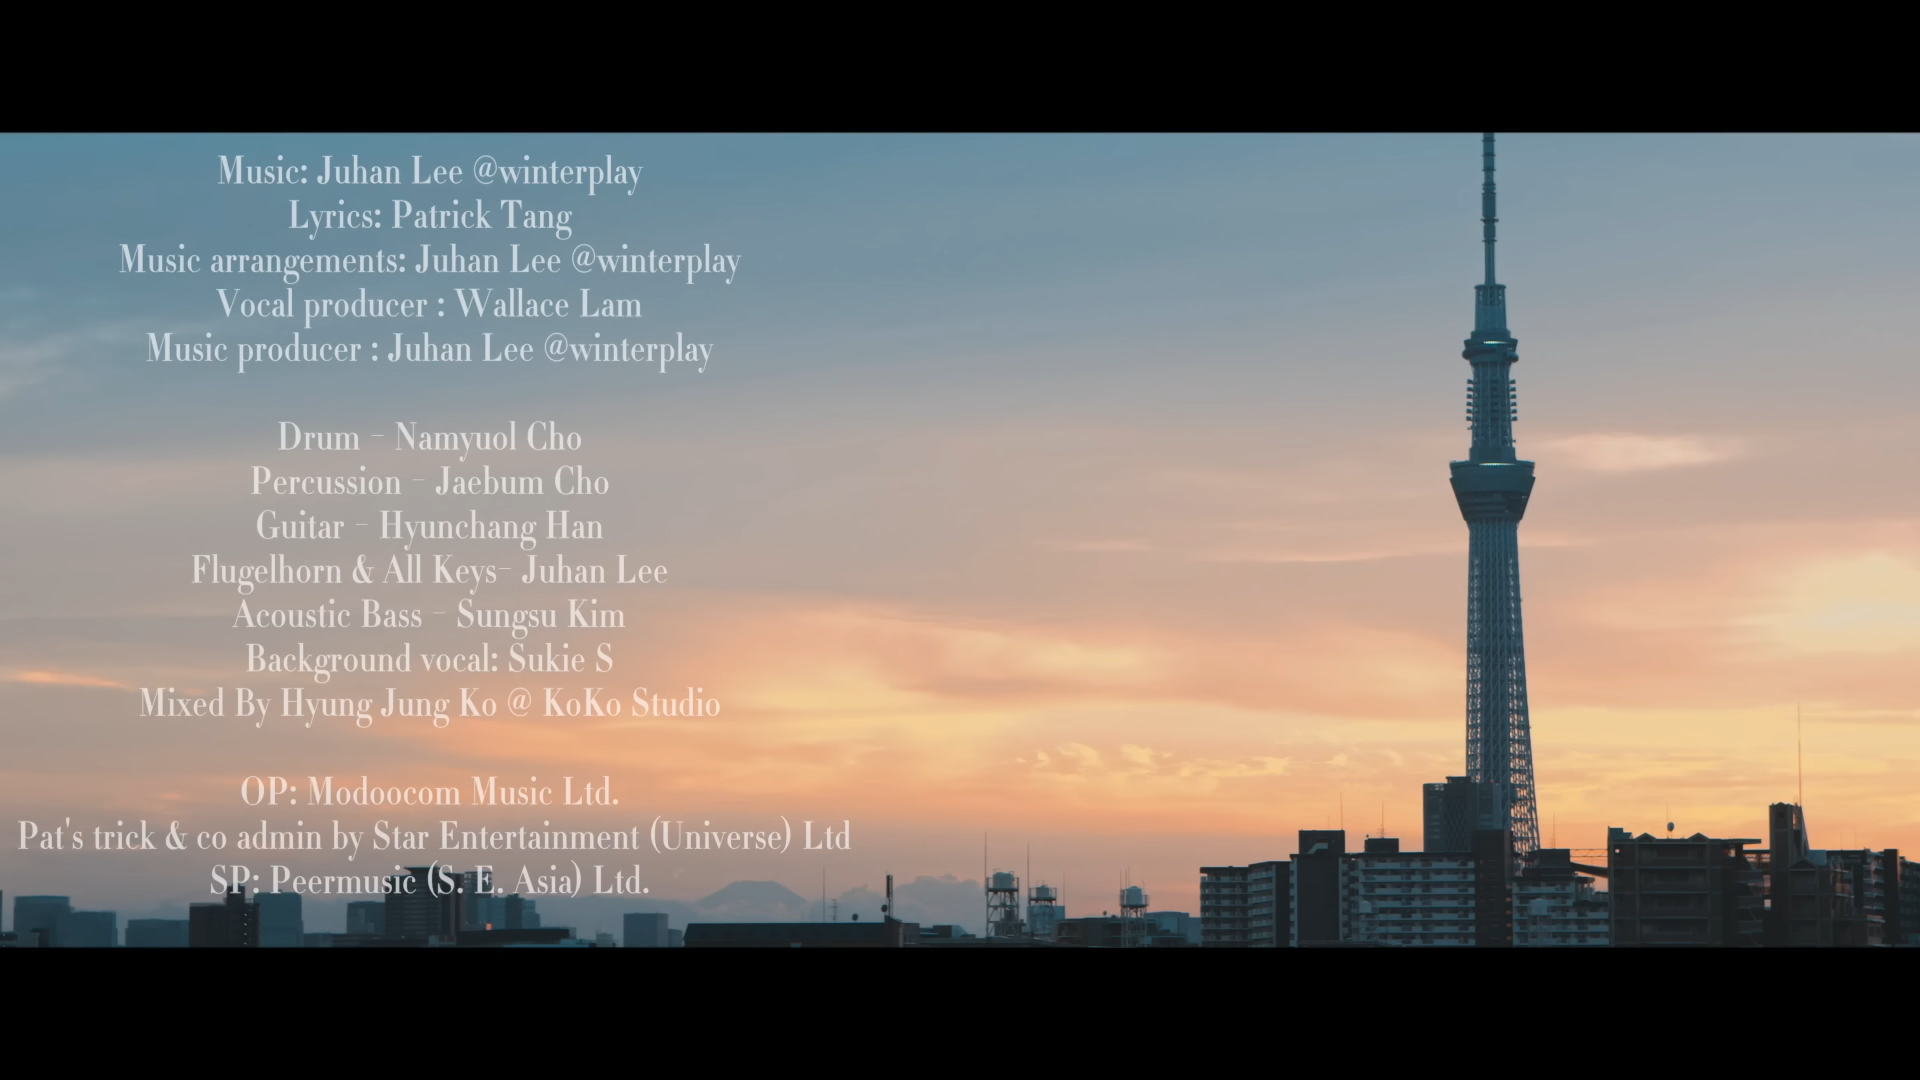 Music: Juhan Lee @winterplay
Lyrics: Patrick Tang
Music arrangements: Juhan Lee @winterplay
Vocal producer : Wallace Lam
Music producer : Juhan Lee @winterplay
Drum - Namyuol Cho
Percussion - Jaebum Cho
Guitar - Hyunchang Han
Flugelhorn & All Keys- Juhan Lee
Acoustic Bass - Sungsu Kim
Background vocal: Sukie S
Mixed By Hyung Jung Ko @ KoKo Studio
OP: Modoocom Music Ltd.
Pat's trick & co admin by Star Entertainment (Universe) Ltd
SP: Peermusic (S. E. Asia) Ltd.